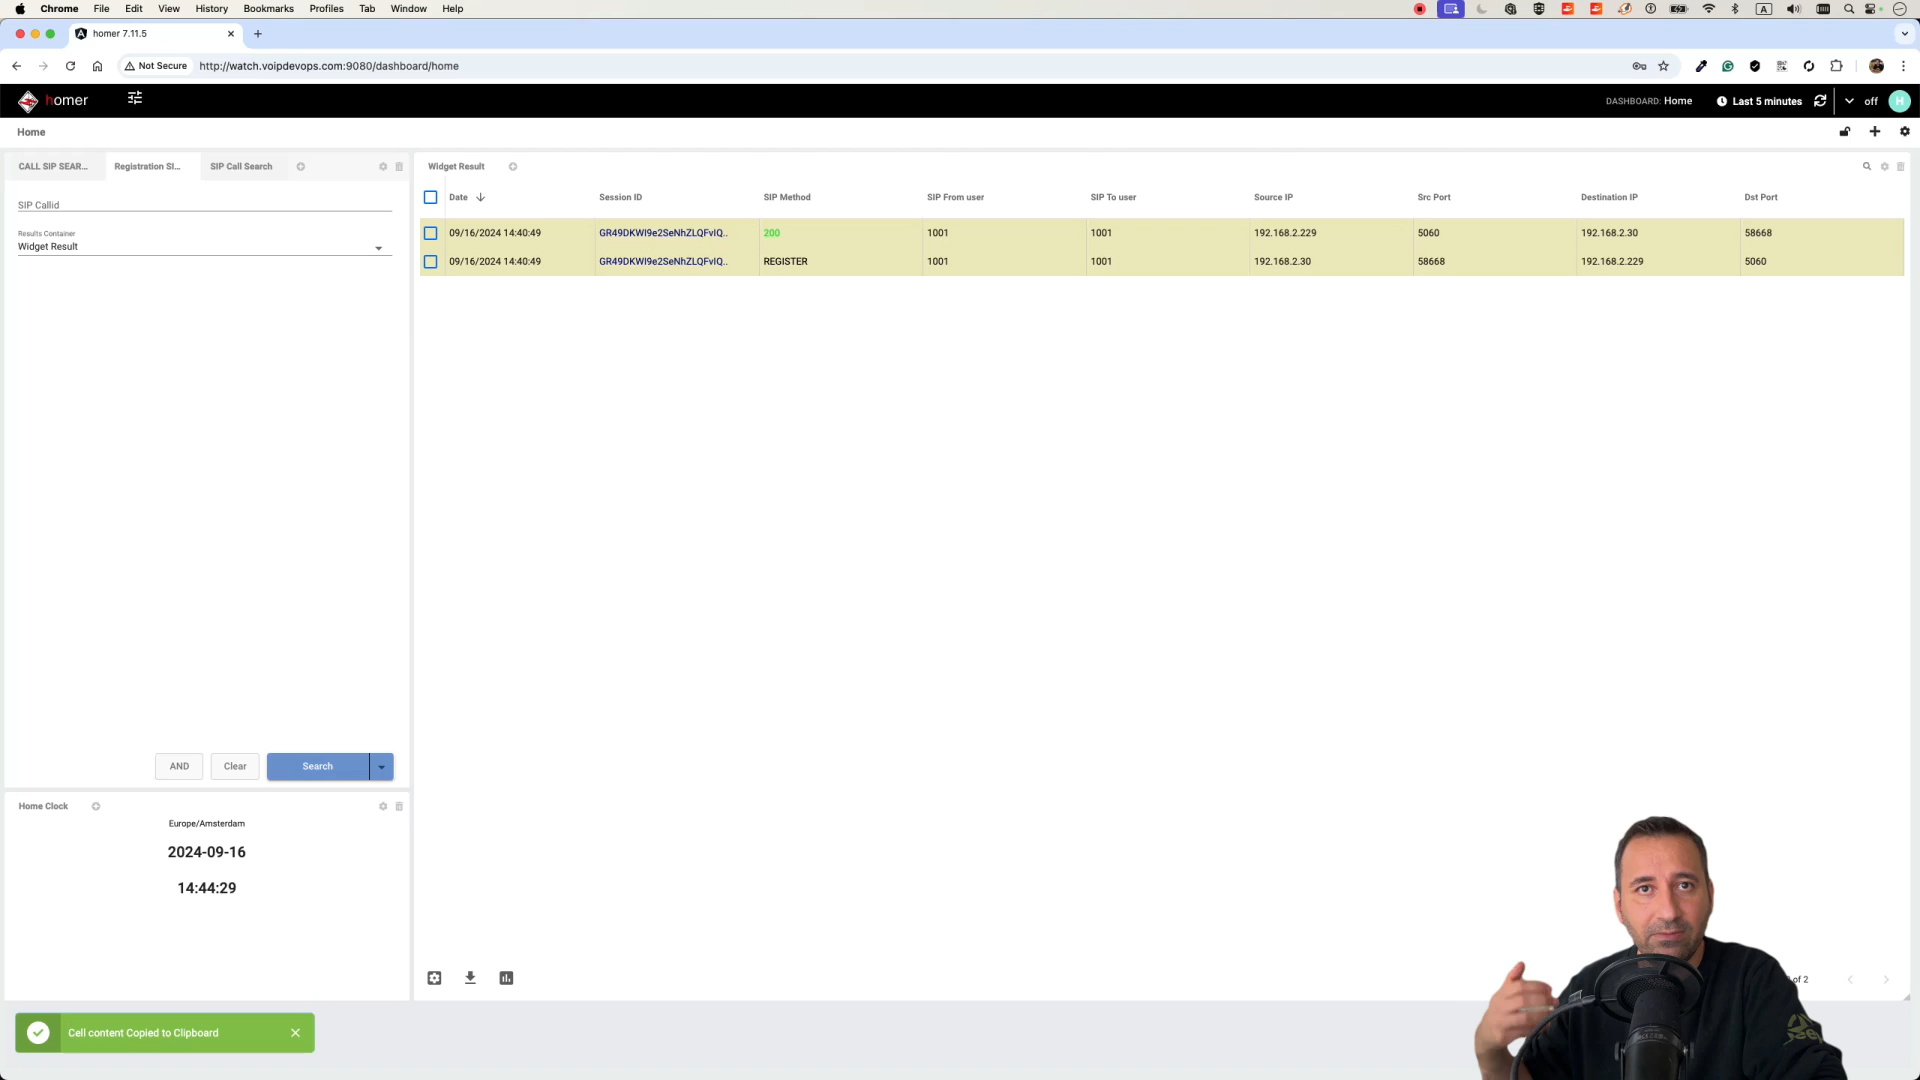 Chrome File Edit View History Bookmarks Profiles Tab Window Help
homer 7.11.5
Not Secure http://watch.voipdevops.com:9080/dashboard/home
homer
DASHBOARD: Home Last 5 minutes off H
Home
CALL SIP SEAR... Registration SI... SIP Call Search
SIP Callid
Results Container
Widget Result
AND Clear Search
Home Clock
Europe/Amsterdam
2024-09-16
14:44:29
Widget Result
Date Session ID SIP Method SIP From user SIP To user Source IP Src Port Destination IP Dst Port
09/16/2024 14:40:49 GR49DKWI9e2SeNhZLQFvIQ.. 200 1001 1001 192.168.2.229 5060 192.168.2.30 58668
09/16/2024 14:40:49 GR49DKWI9e2SeNhZLQFvIQ.. REGISTER 1001 1001 192.168.2.30 58668 192.168.2.229 5060
of 2
Cell content Copied to Clipboard